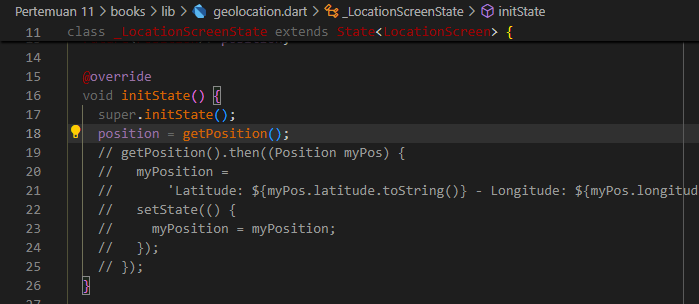 Pertemuan 11 > books > lib > geolocation.dart > _LocationScreenState > initState
11 class _LocationScreenState extends State<LocationScreen> {
14
15 @override
16 void initState() {
17 super.initState();
18 position = getPosition();
19 // getPosition().then((Position myPos) {
20 // myPosition =
21 // 'Latitude: ${myPos.latitude.toString()} - Longitude: ${myPos.longitud
22 // setState(() {
23 // myPosition = myPosition;
24 // });
25 // });
26 }
27